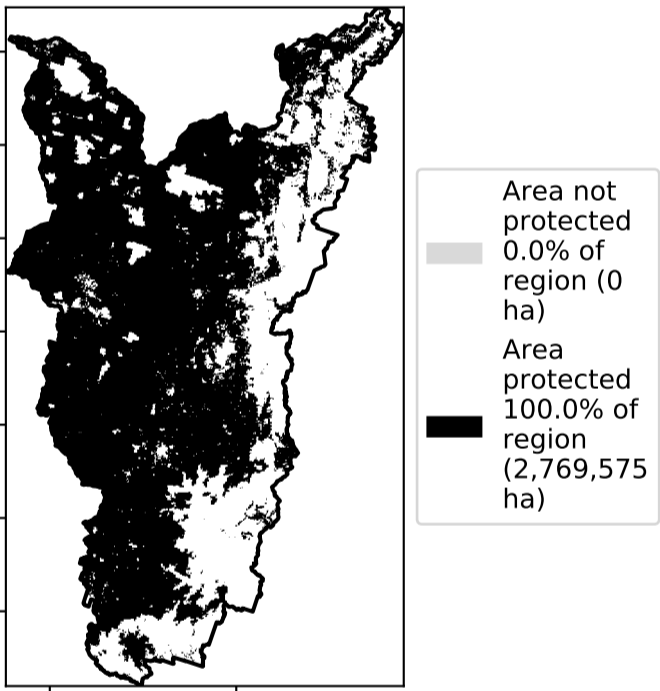 Area not
protected
0.0% of
region (0
ha)
Area
protected
100.0% of
region
(2,769,575
ha)